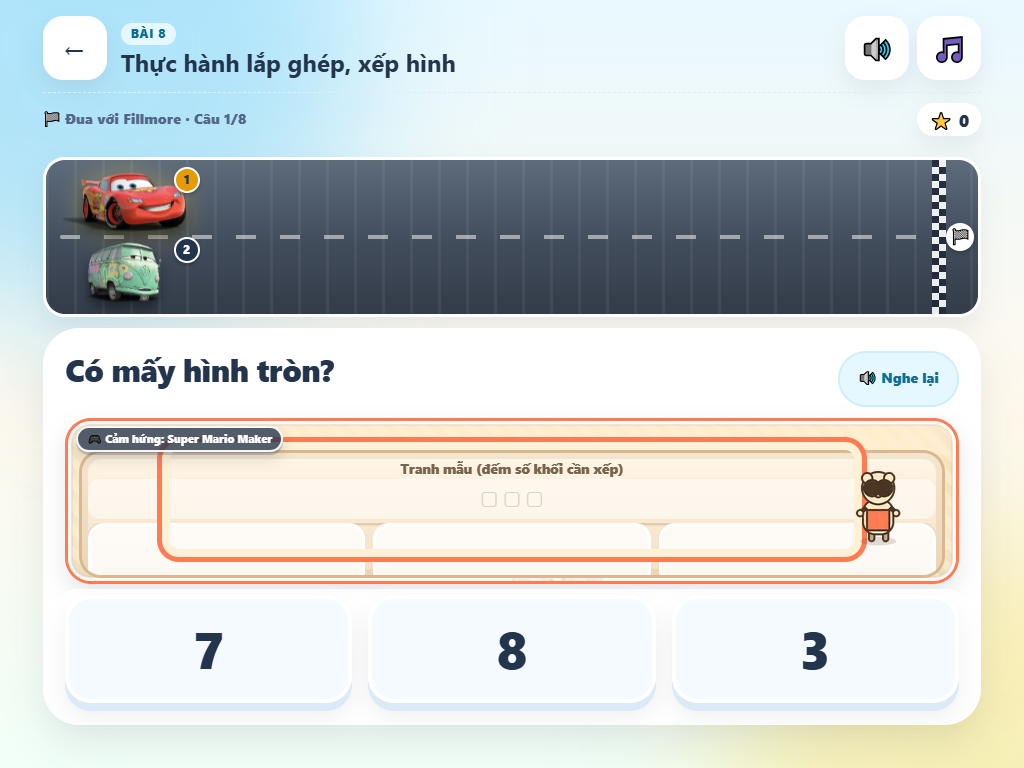 BÀI 8
Thực hành lắp ghép, xếp hình
Đua với Fillmore · Câu 1/8
0
1
2
Có mấy hình tròn?
Nghe lại
Cảm hứng: Super Mario Maker
Tranh mẫu (đếm số khối cần xếp)
7
8
3